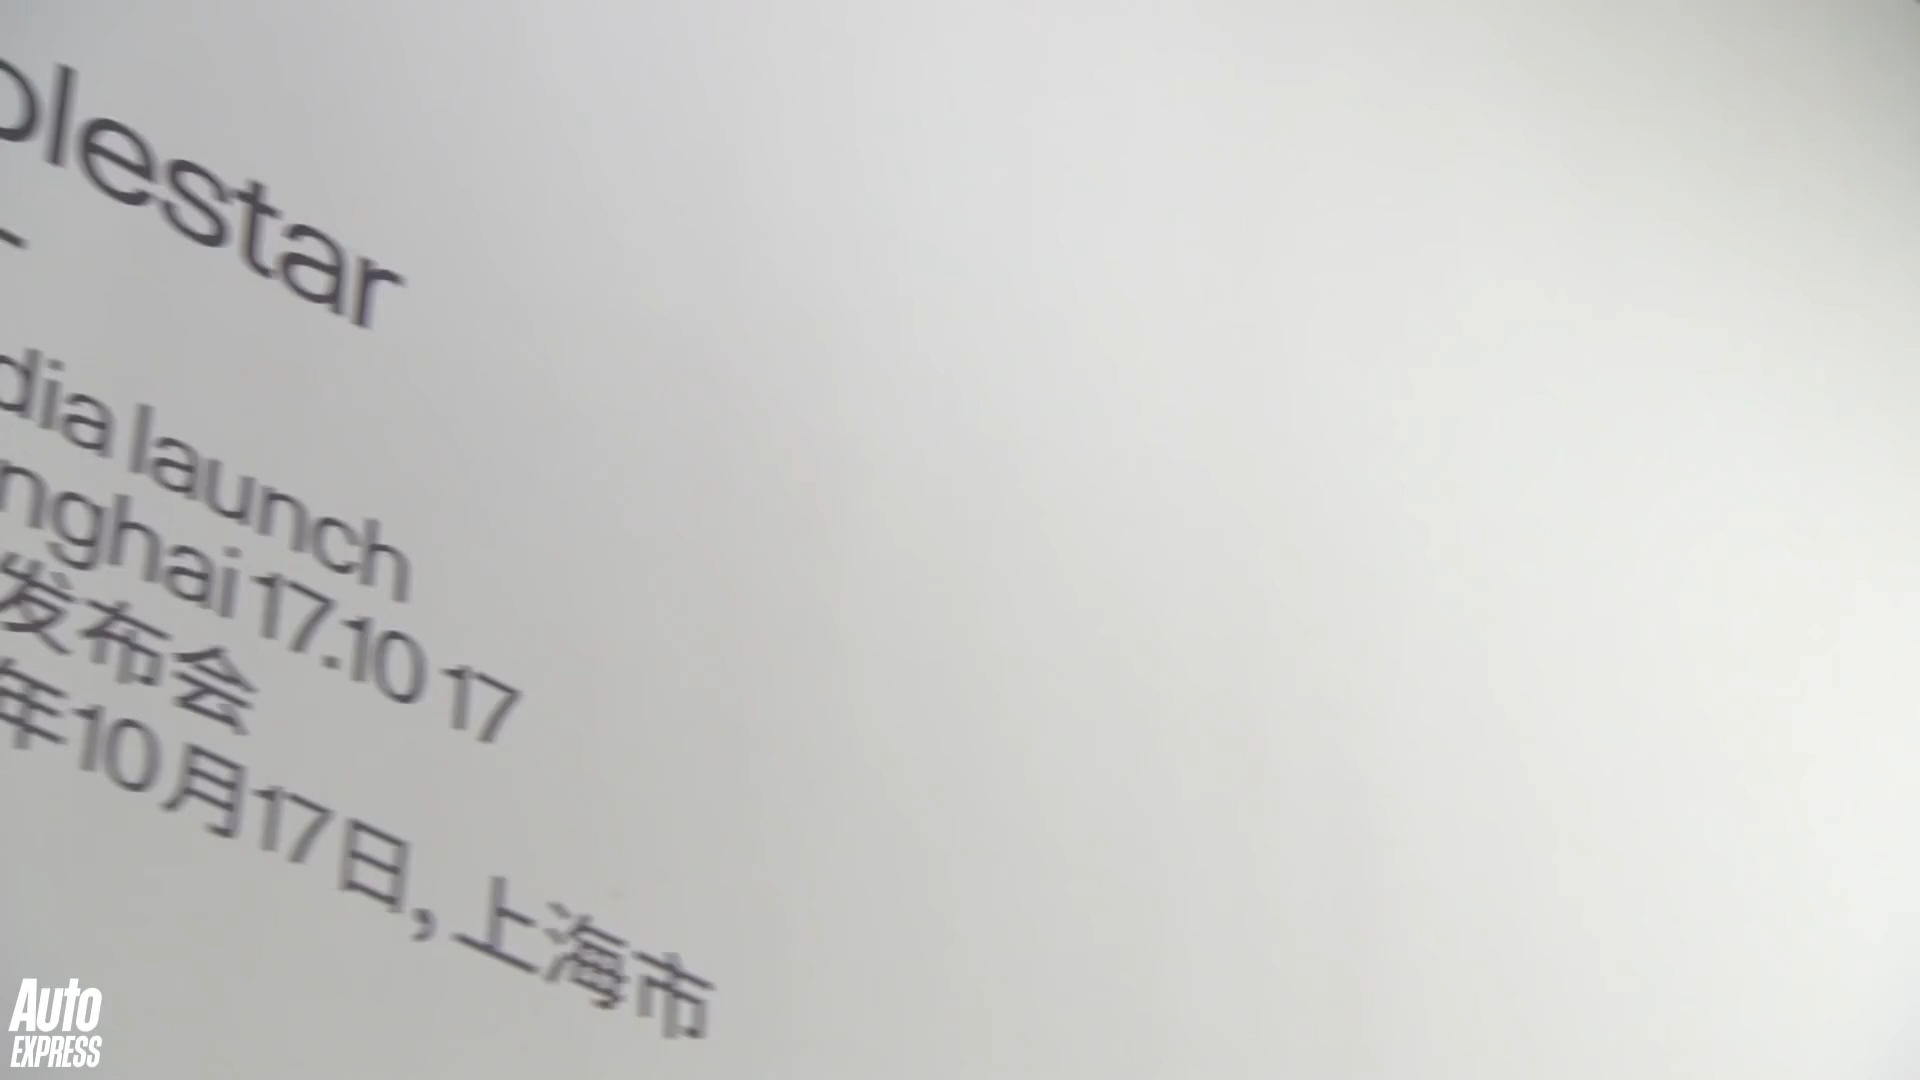 olestar
dia launch
nghai 17.10 17
发布会
年10月17日, 上海市
Auto
EXPRESS